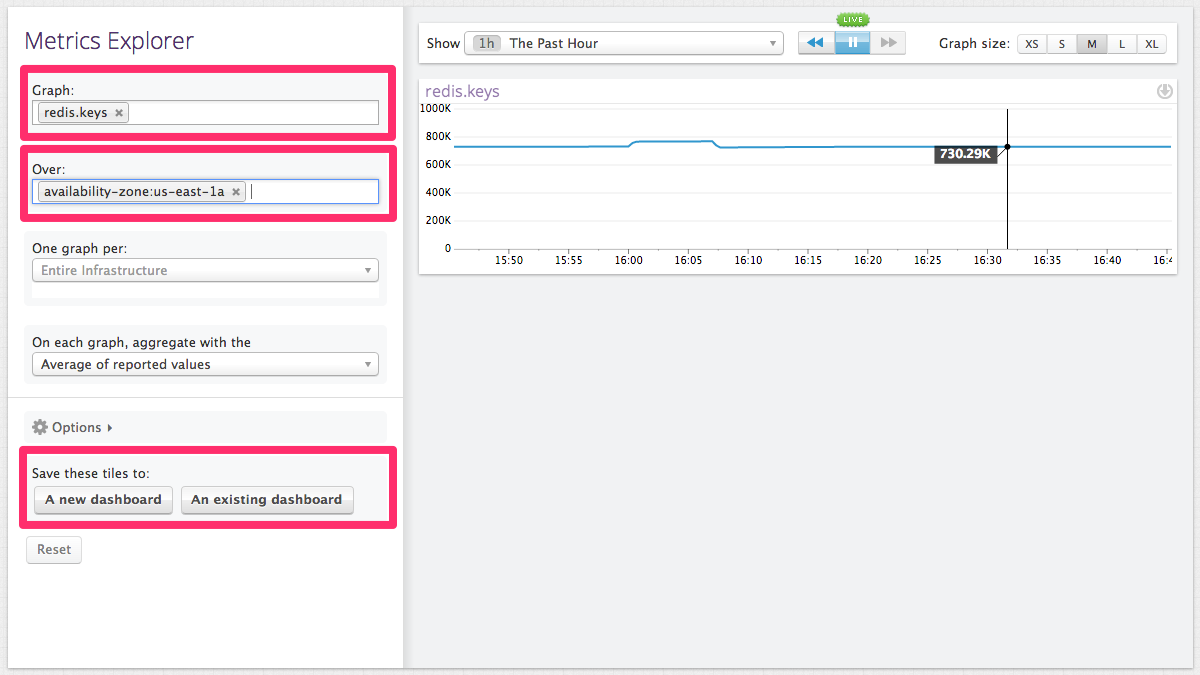 Metrics Explorer
Graph:
redis.keys ×
Over:
availability-zone:us-east-1a ×
One graph per:
Entire Infrastructure
On each graph, aggregate with the
Average of reported values
Options
Save these tiles to:
A new dashboard An existing dashboard
Reset
LIVE
Show 1h The Past Hour
Graph size: XS S M L XL
redis.keys
1000K
800K
600K
400K
200K
0
730.29K
15:50 15:55 16:00 16:05 16:10 16:15 16:20 16:25 16:30 16:35 16:40 16:4